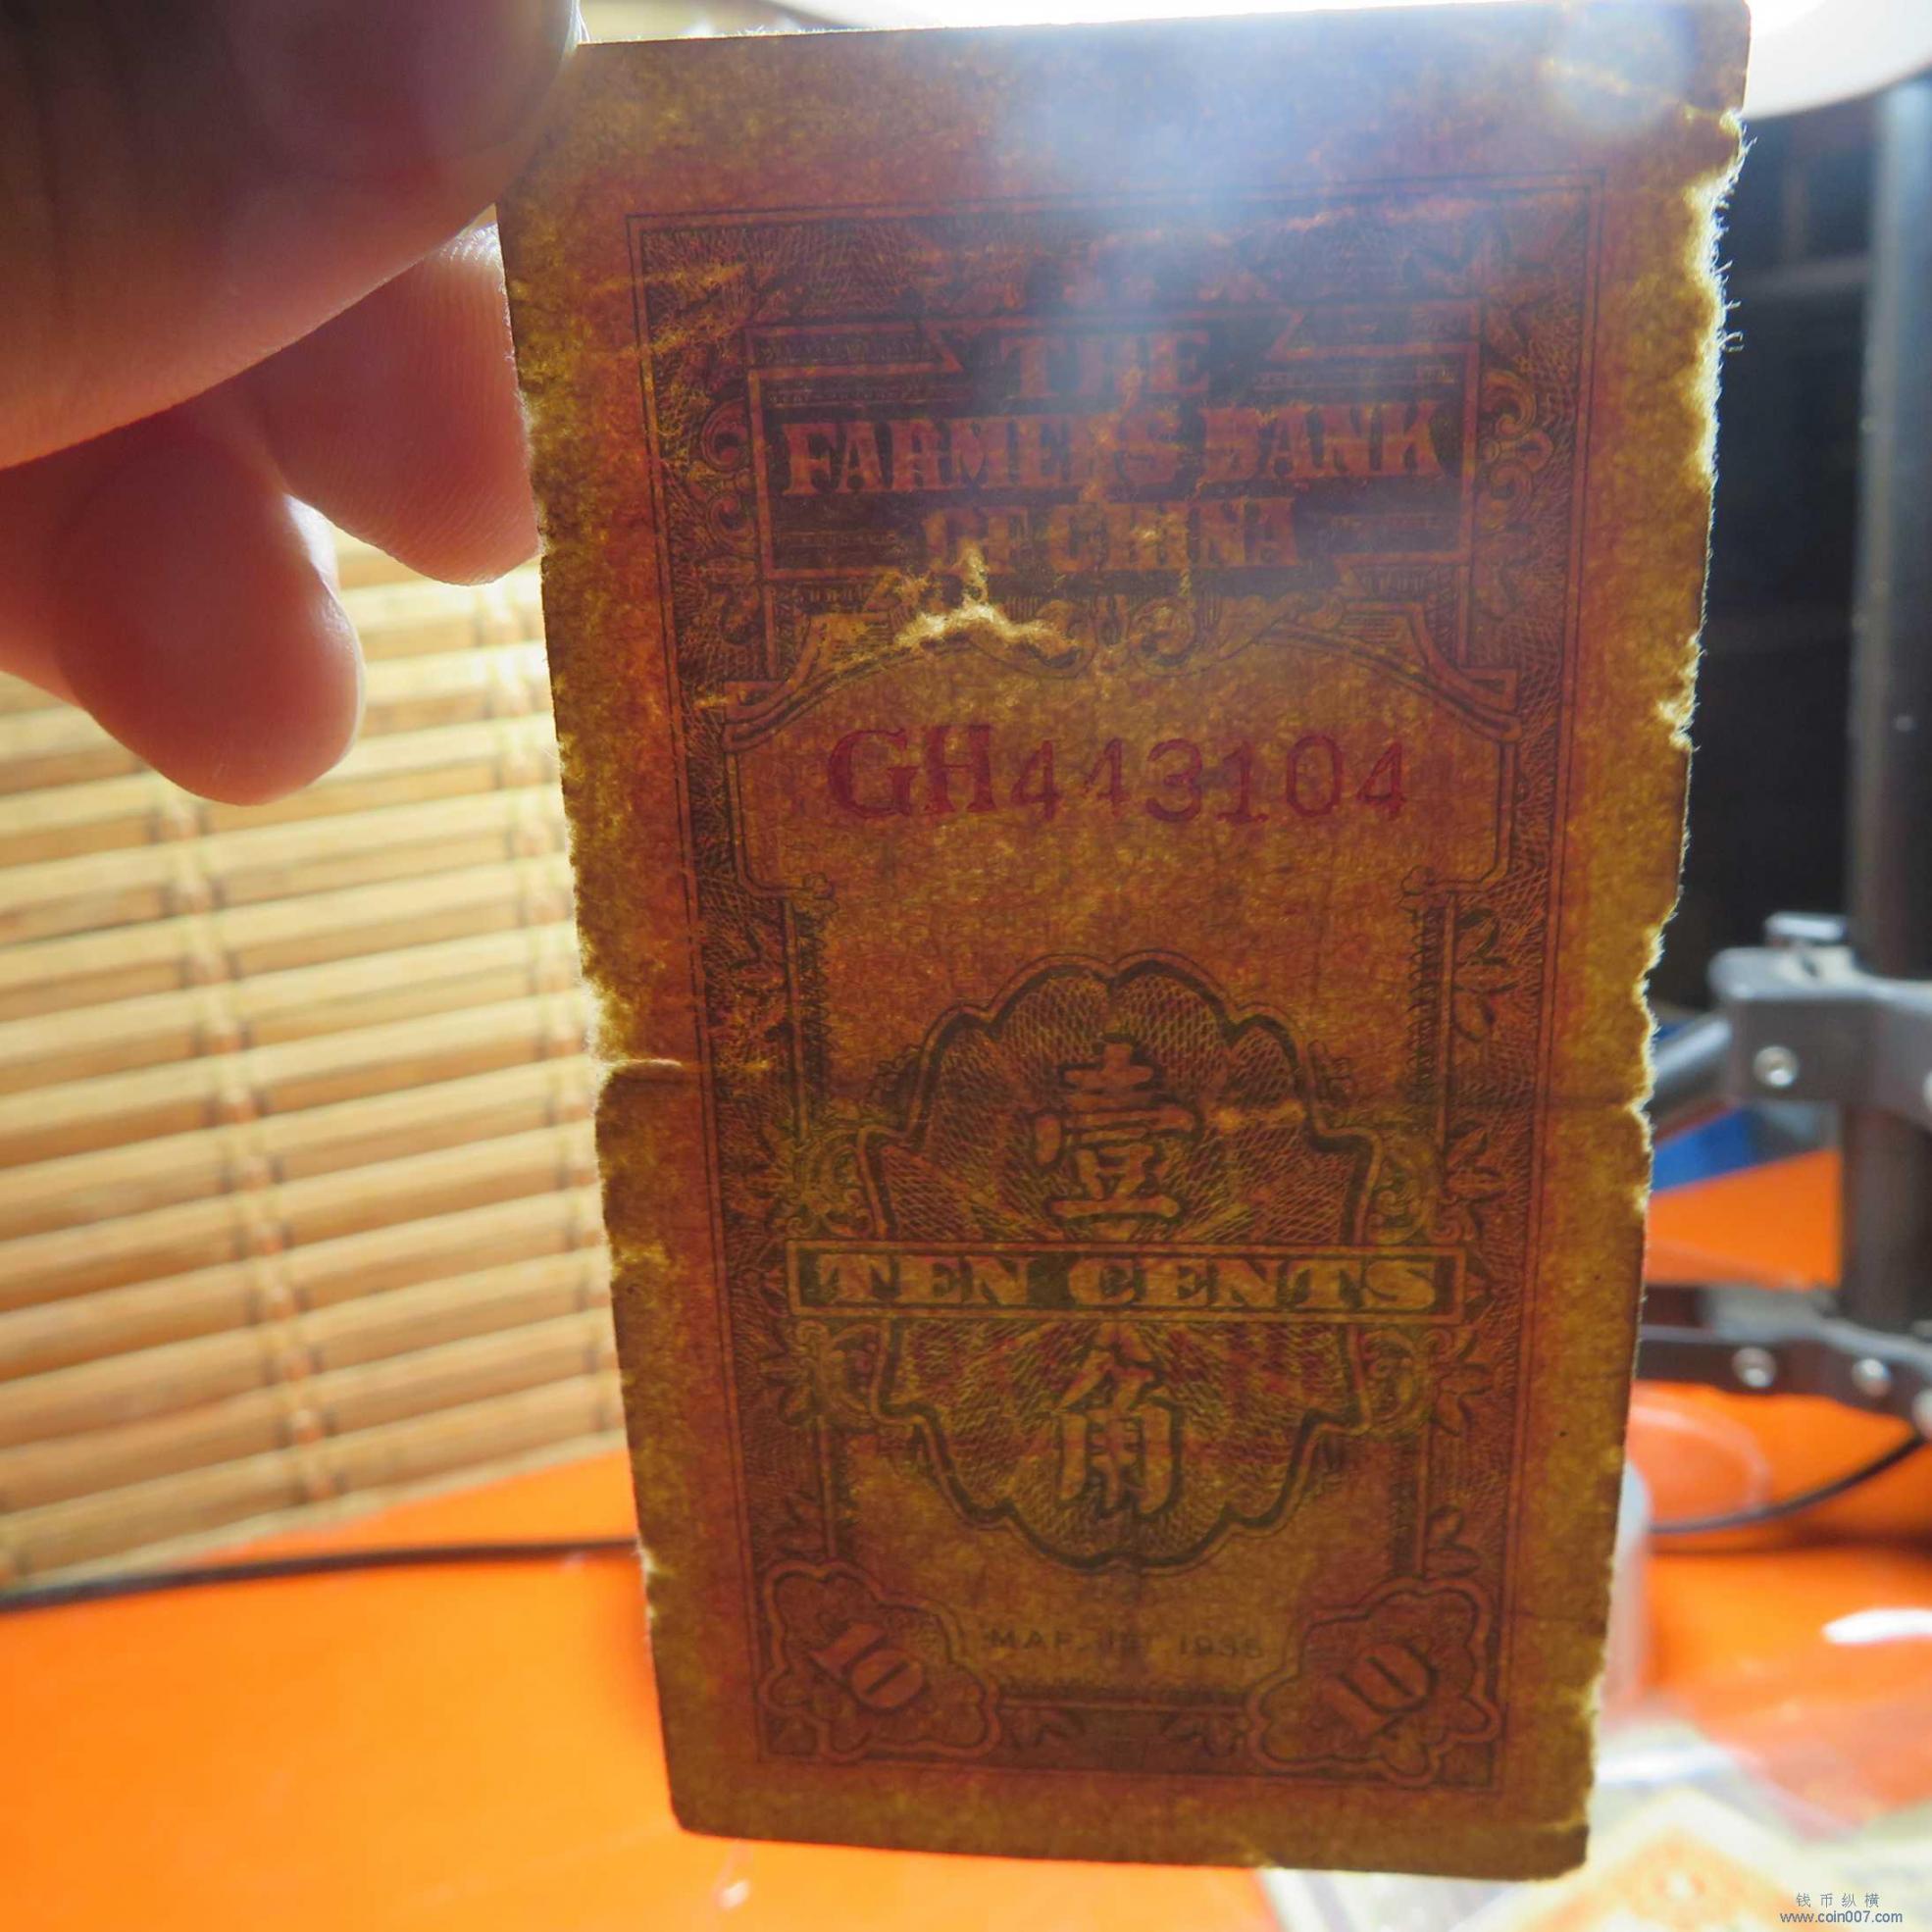 THE
FARMERS BANK
OF CHINA
GH443104
壹
TEN CENTS
角
10
10
钱币纵横
www.coin007.com